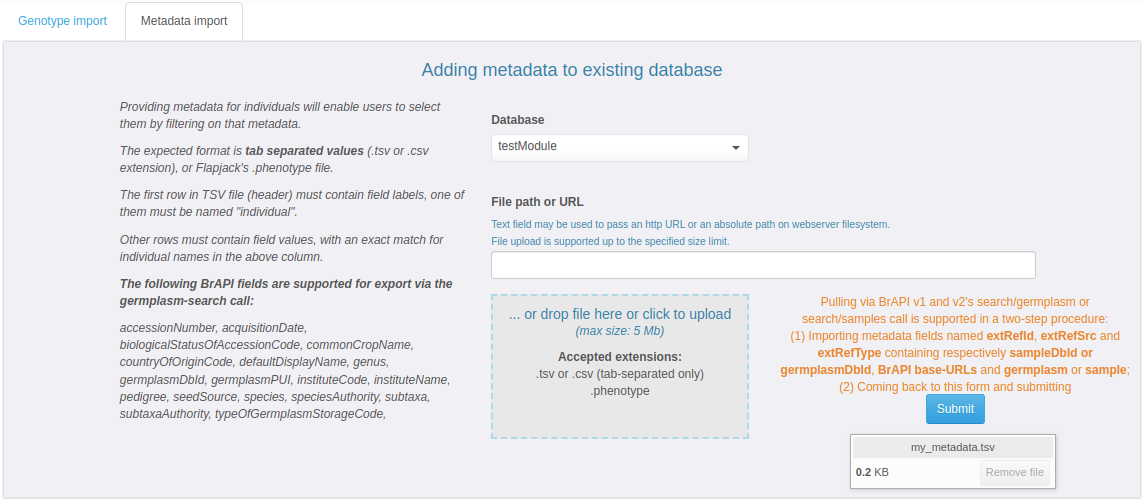 Genotype import
Metadata import
Adding metadata to existing database
Providing metadata for individuals will enable users to select
them by filtering on that metadata.
The expected format is tab separated values (.tsv or .csv
extension), or Flapjack's .phenotype file.
The first row in TSV file (header) must contain field labels, one of
them must be named "individual".
Other rows must contain field values, with an exact match for
individual names in the above column.
The following BrAPI fields are supported for export via the
germplasm-search call:
accessionNumber, acquisitionDate,
biologicalStatusOfAccessionCode, commonCropName,
countryOfOriginCode, defaultDisplayName, genus,
germplasmDbId, germplasmPUI, instituteCode, instituteName,
pedigree, seedSource, species, speciesAuthority, subtaxa,
subtaxaAuthority, typeOfGermplasmStorageCode,
Database
testModule
File path or URL
Text field may be used to pass an http URL or an absolute path on webserver filesystem.
File upload is supported up to the specified size limit.
... or drop file here or click to upload
(max size: 5 Mb)
Accepted extensions:
.tsv or .csv (tab-separated only)
.phenotype
Pulling via BrAPI v1 and v2's search/germplasm or
search/samples call is supported in a two-step procedure:
(1) Importing metadata fields named extRefId, extRefSrc and
extRefType containing respectively sampleDbId or
germplasmDbId, BrAPI base-URLs and germplasm or sample;
(2) Coming back to this form and submitting
Submit
my_metadata.tsv
0.2 KB
Remove file